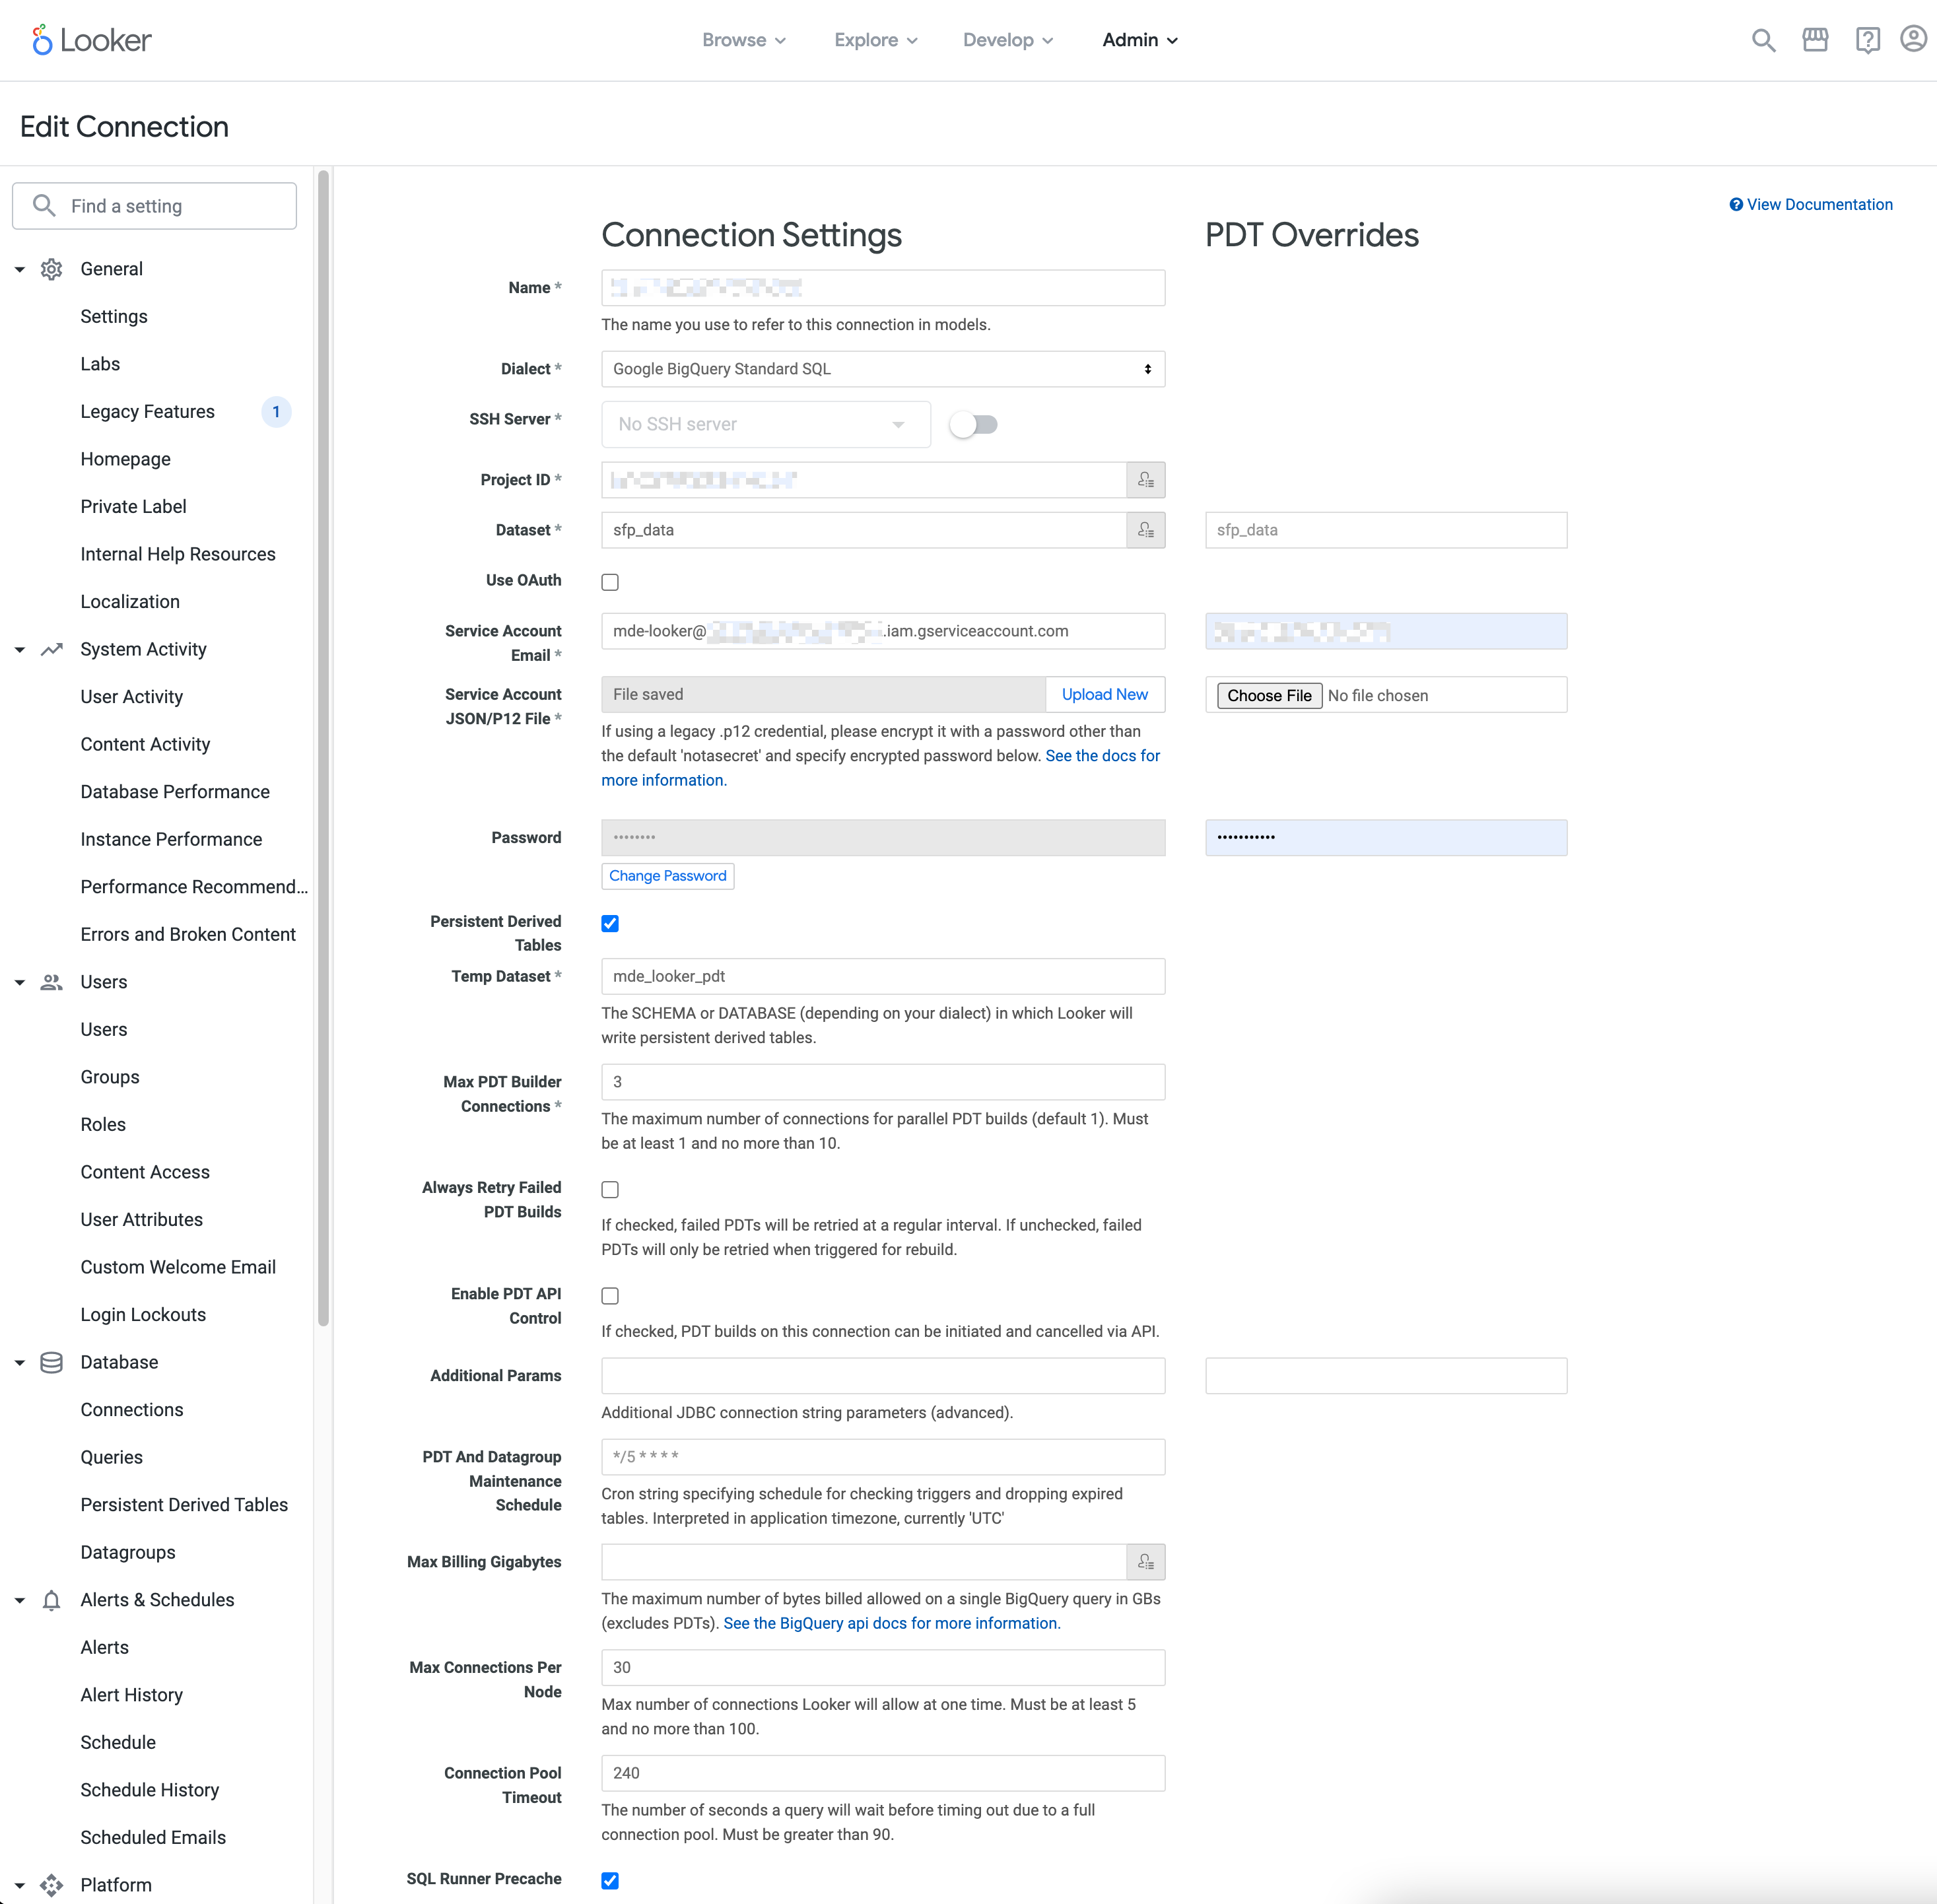 Looker
Browse
Explore
Develop
Admin
Edit Connection
Find a setting
General
Settings
Labs
Legacy Features 1
Homepage
Private Label
Internal Help Resources
Localization
System Activity
User Activity
Content Activity
Database Performance
Instance Performance
Performance Recommend...
Errors and Broken Content
Users
Users
Groups
Roles
Content Access
User Attributes
Custom Welcome Email
Login Lockouts
Database
Connections
Queries
Persistent Derived Tables
Datagroups
Alerts & Schedules
Alerts
Alert History
Schedule
Schedule History
Scheduled Emails
Platform
View Documentation
Connection Settings
PDT Overrides
Name *
The name you use to refer to this connection in models.
Dialect *
Google BigQuery Standard SQL
SSH Server *
No SSH server
Project ID *
Dataset *
sfp_data
sfp_data
Use OAuth
Service Account
Email *
mde-looker@
.iam.gserviceaccount.com
Service Account
JSON/P12 File *
File saved
Upload New
Choose File No file chosen
If using a legacy .p12 credential, please encrypt it with a password other than
the default 'notasecret' and specify encrypted password below. See the docs for
more information.
Password
••••••••
•••••••••••
Change Password
Persistent Derived
Tables
Temp Dataset *
mde_looker_pdt
The SCHEMA or DATABASE (depending on your dialect) in which Looker will
write persistent derived tables.
Max PDT Builder
Connections *
3
The maximum number of connections for parallel PDT builds (default 1). Must
be at least 1 and no more than 10.
Always Retry Failed
PDT Builds
If checked, failed PDTs will be retried at a regular interval. If unchecked, failed
PDTs will only be retried when triggered for rebuild.
Enable PDT API
Control
If checked, PDT builds on this connection can be initiated and cancelled via API.
Additional Params
Additional JDBC connection string parameters (advanced).
PDT And Datagroup
Maintenance
Schedule
*/5 * * * *
Cron string specifying schedule for checking triggers and dropping expired
tables. Interpreted in application timezone, currently 'UTC'
Max Billing Gigabytes
The maximum number of bytes billed allowed on a single BigQuery query in GBs
(excludes PDTs). See the BigQuery api docs for more information.
Max Connections Per
Node
30
Max number of connections Looker will allow at one time. Must be at least 5
and no more than 100.
Connection Pool
Timeout
240
The number of seconds a query will wait before timing out due to a full
connection pool. Must be greater than 90.
SQL Runner Precache